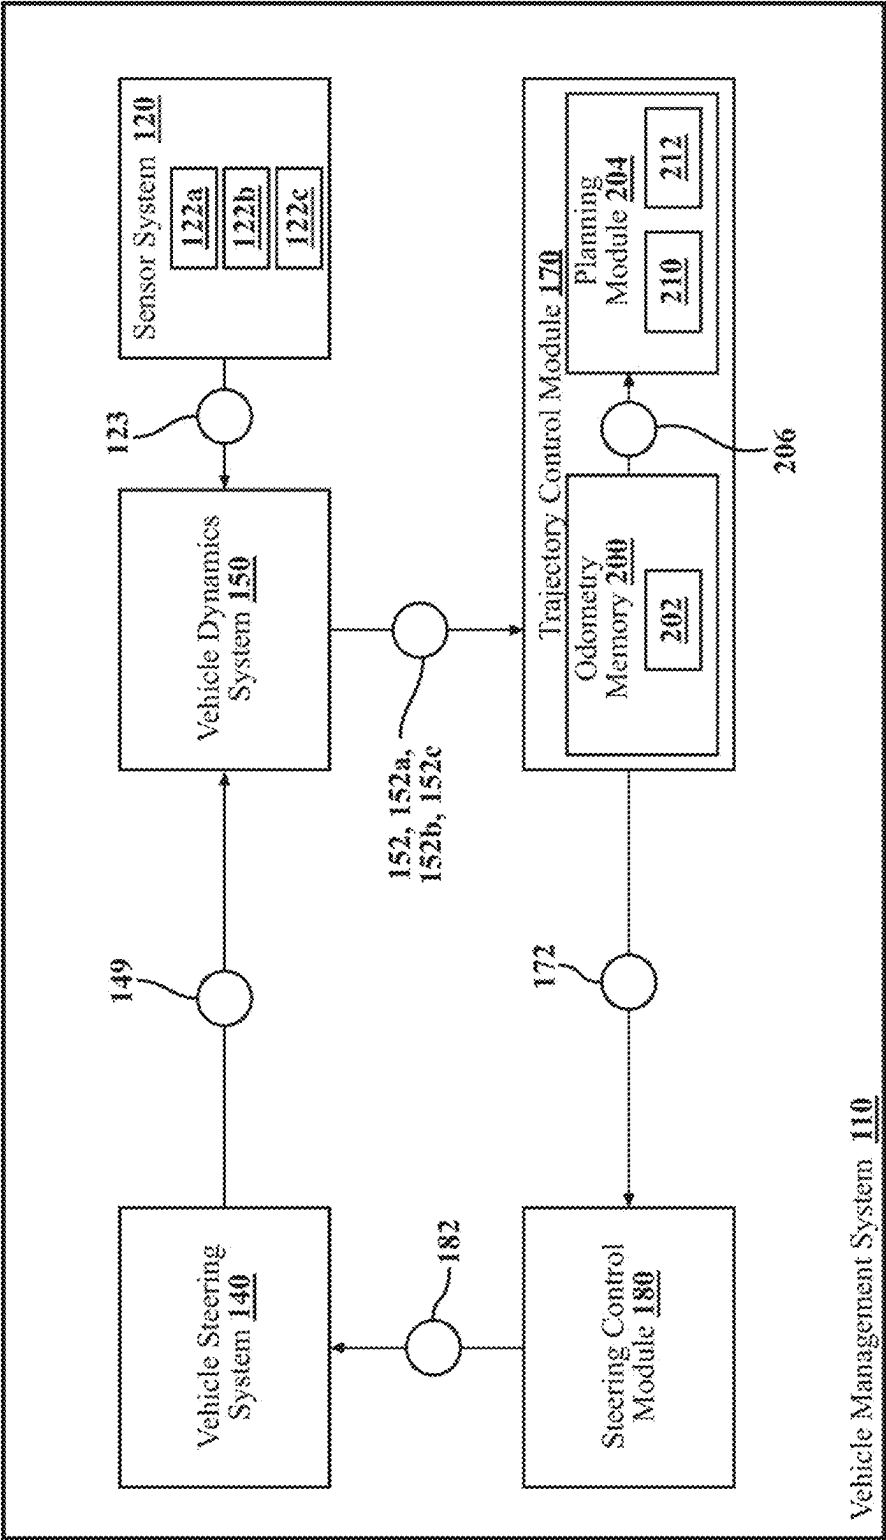 Vehicle Steering
System 140
149
Vehicle Dynamics
System 150
123
Sensor System 120
122a
122b
122c
182
152, 152a,
152b, 152c
Steering Control
Module 180
172
Trajectory Control Module 170
Odometry
Memory 200
202
206
Planning
Module 204
210
212
Vehicle Management System 110